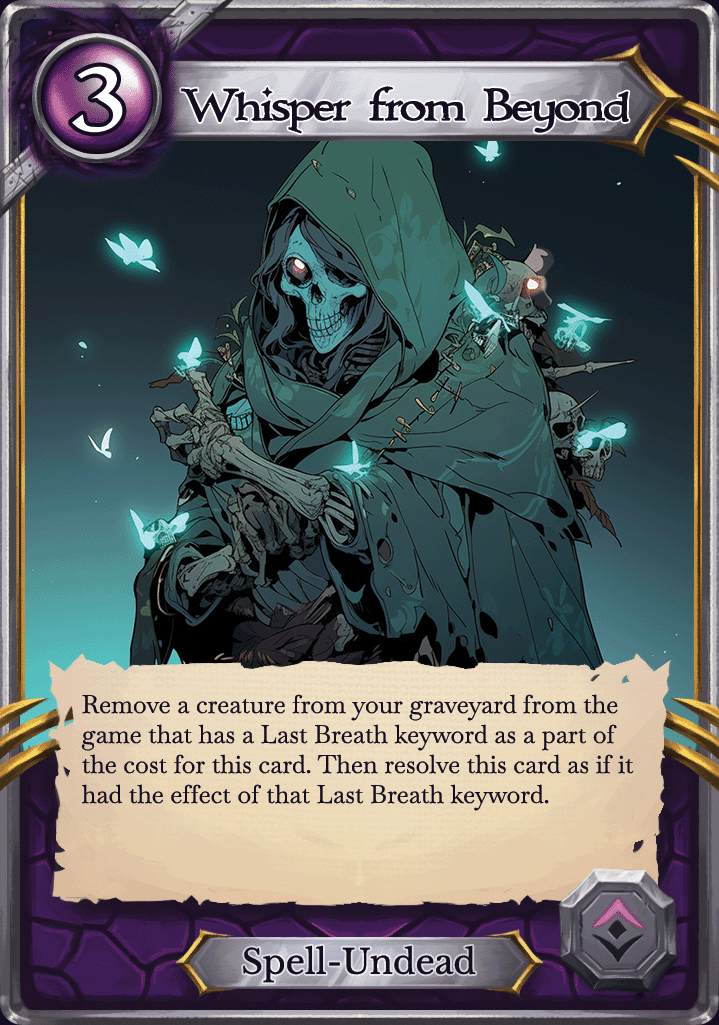 3
Whisper from Beyond
Remove a creature from your graveyard from the
game that has a Last Breath keyword as a part of
the cost for this card. Then resolve this card as if it
had the effect of that Last Breath keyword.
Spell-Undead